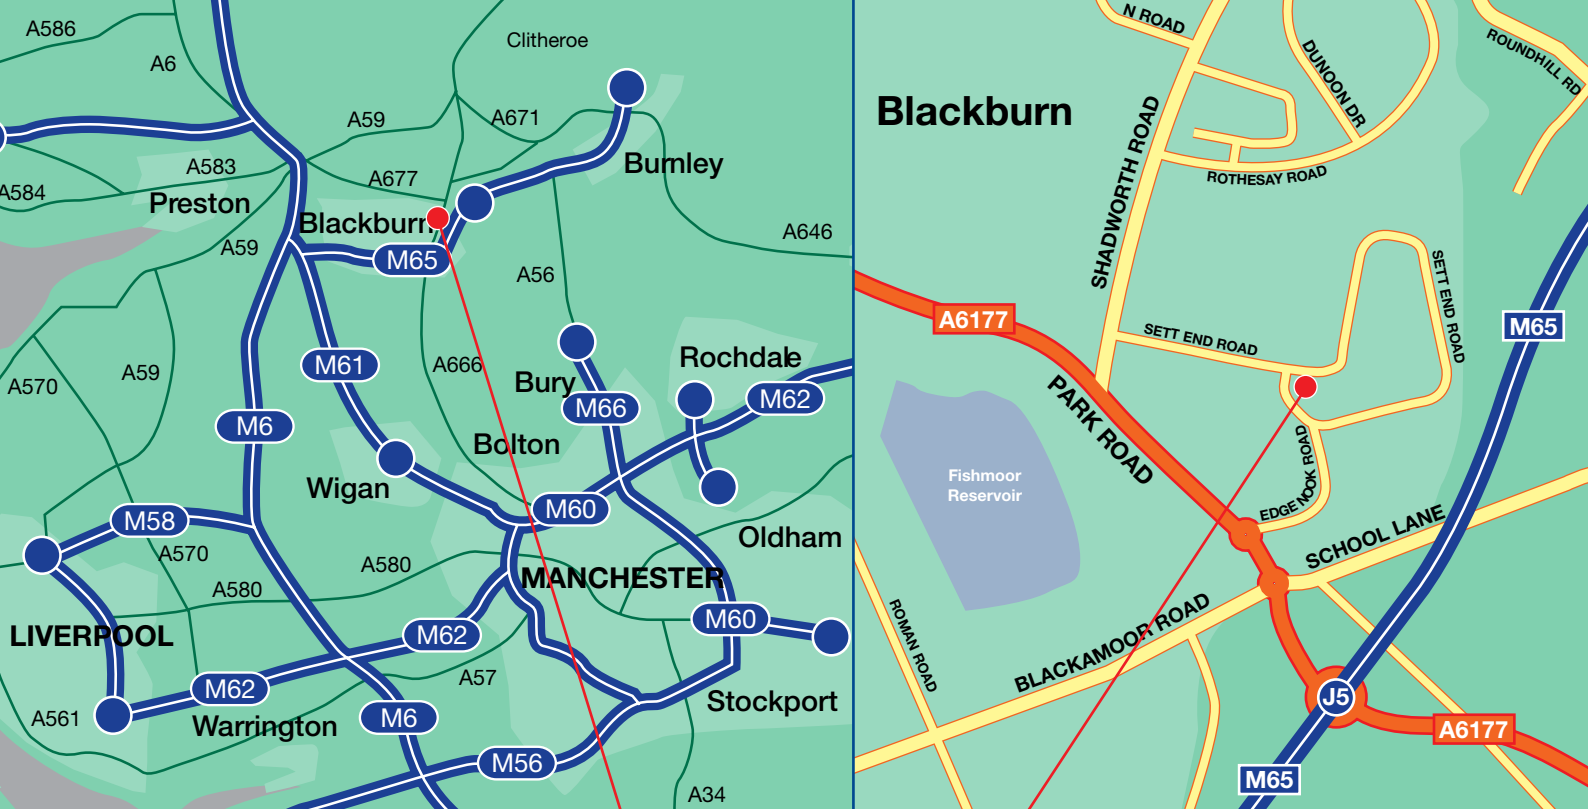 A586
A6
Clitheroe
A59
A671
A583
A677
Burnley
A584
Preston
Blackburn
A646
A59
M65
A56
M61
Rochdale
A570
A59
A666
Bury
M66
M62
M6
Bolton
Wigan
M60
M58
Oldham
A570
A580
A580
MANCHESTER
M60
LIVERPOOL
M62
A57
M62
Stockport
A561
Warrington
M6
M56
A34
N ROAD
ROUNDHILL RD
DUNOON DR
Blackburn
SHADWORTH ROAD
ROTHESAY ROAD
SETT END ROAD
A6177
M65
SETT END ROAD
PARK ROAD
Fishmoor
Reservoir
EDGE NOOK ROAD
SCHOOL LANE
ROMAN ROAD
BLACKAMOOR ROAD
J5
A6177
M65